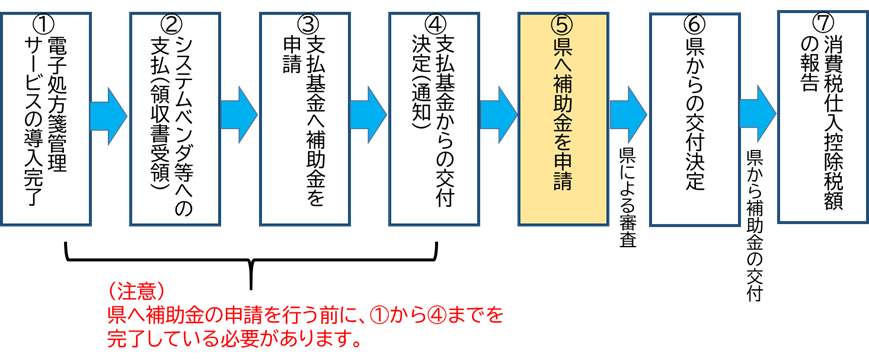 ①
電子処方箋管理
サービスの導入完了
②
システムベンダ等への
支払(領収書受領)
③
支払基金へ補助金を
申請
④
支払基金からの交付
決定(通知)
⑤
県へ補助金を申請
県による審査
⑥
県からの交付決定
県から補助金の交付
⑦
消費税仕入控除税額
の報告
(注意)
県へ補助金の申請を行う前に、①から④までを
完了している必要があります。